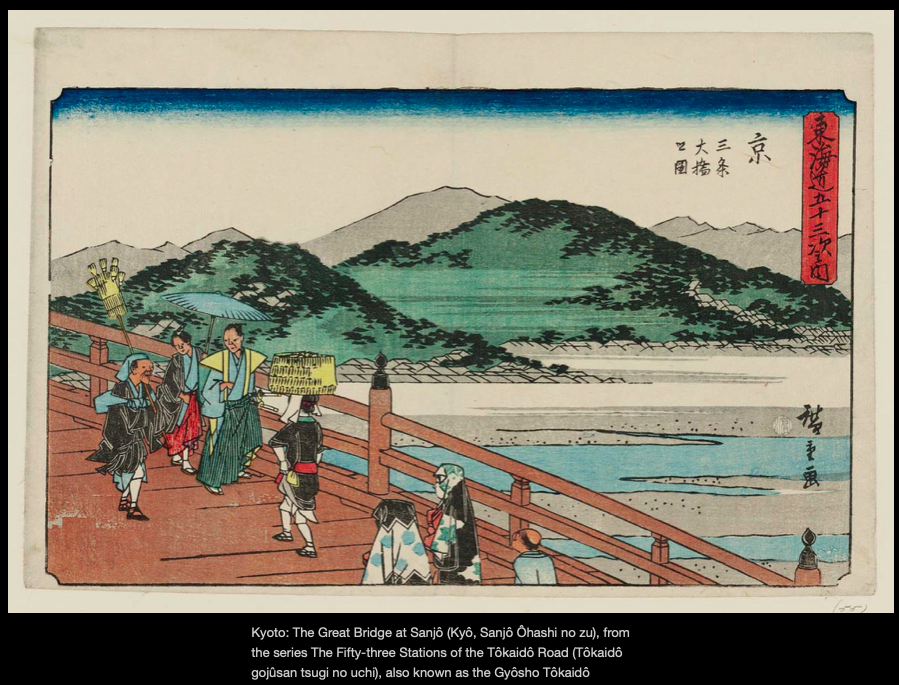 東海道五十三次之内
京
三条
大橋
之圖
廣重画
Kyoto: The Great Bridge at Sanjô (Kyô, Sanjô Ôhashi no zu), from
the series The Fifty-three Stations of the Tôkaidô Road (Tôkaidô
gojûsan tsugi no uchi), also known as the Gyôsho Tôkaidô